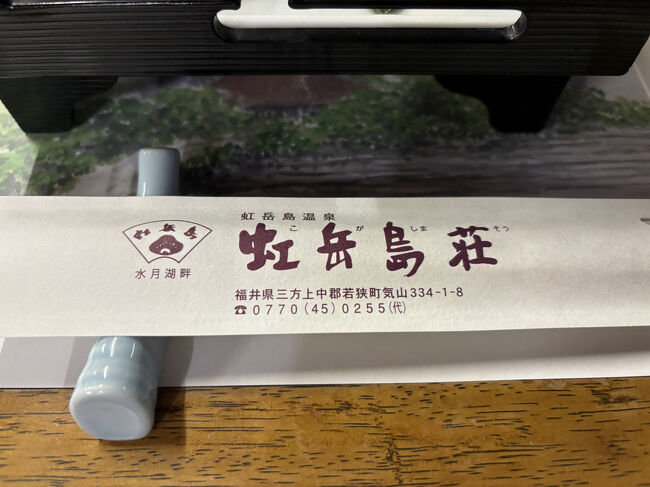 虹岳島
水月湖畔
虹岳島温泉
こがしまそう
虹岳島荘
福井県三方上中郡若狭町気山334-1-8
☎0770(45)0255(代)